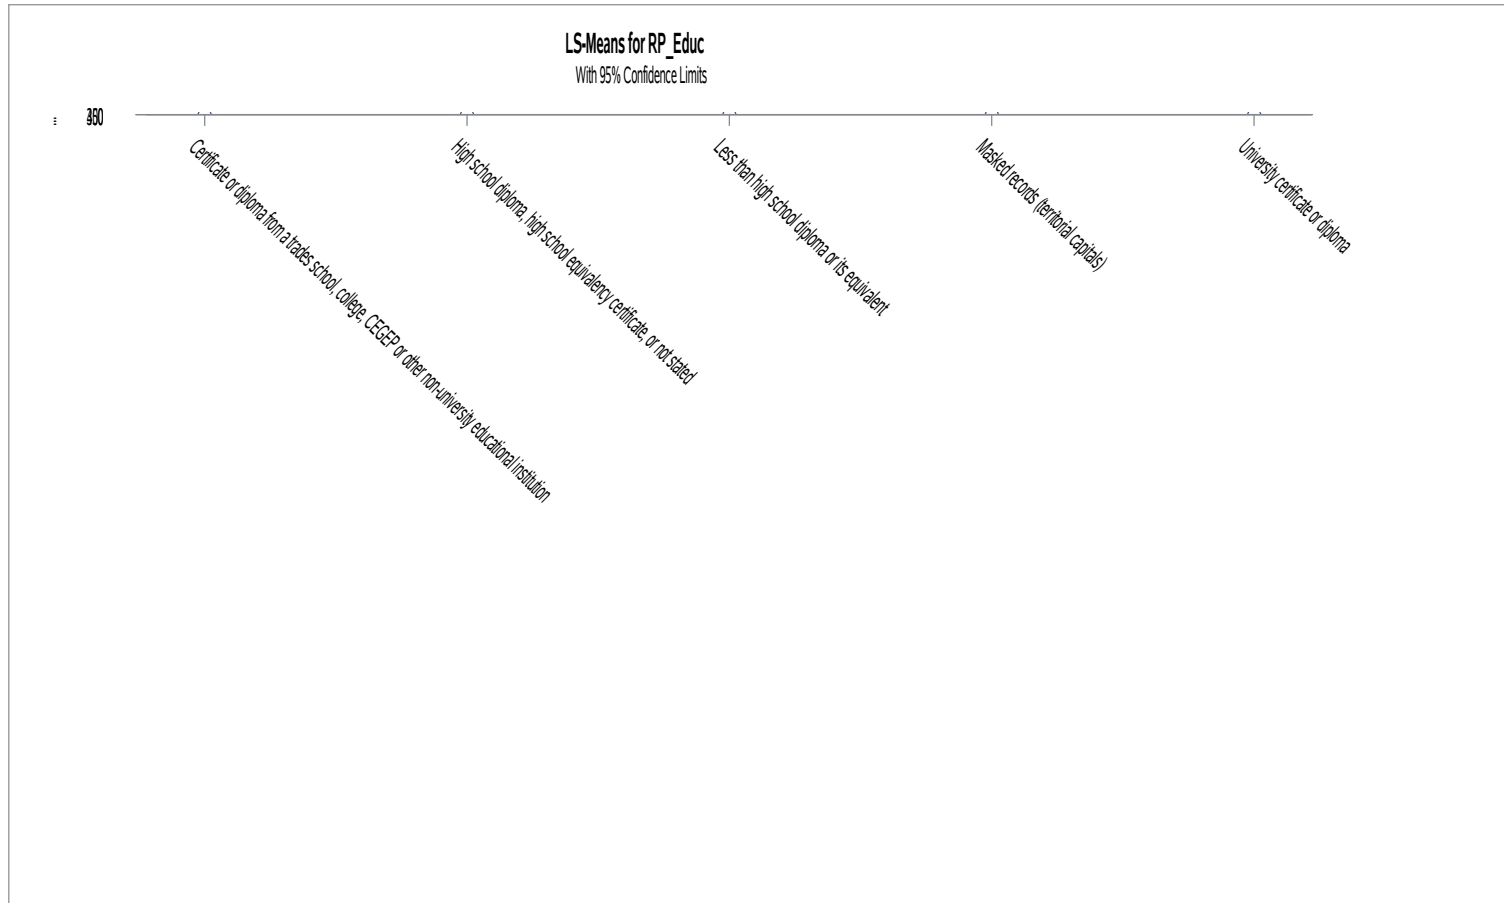 LS-Means for RP_Educ
With 95% Confidence Limits
...
Certificate or diploma from a trades school, college, CEGEP or other non-university educational institution
High school diploma, high school equivalency certificate, or not stated
Less than high school diploma or its equivalent
Masked records (territorial capitals)
University certificate or diploma